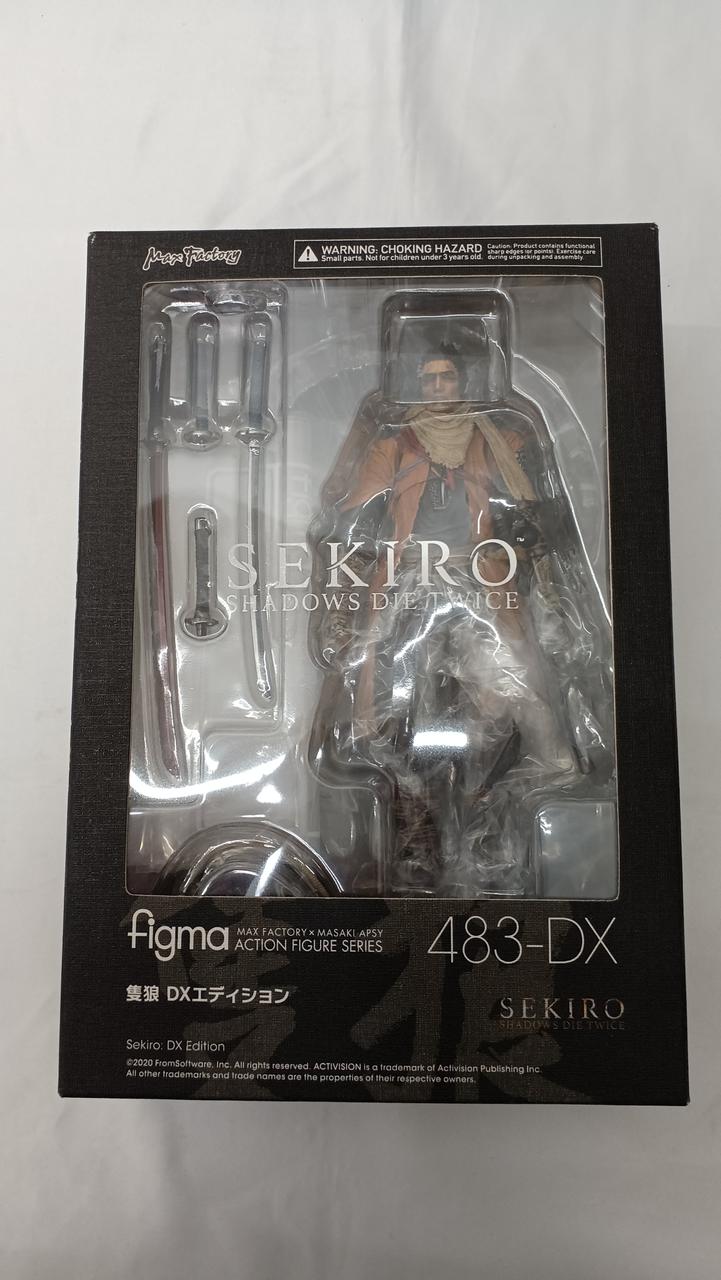 Max Factory
WARNING: CHOKING HAZARD
Small parts. Not for children under 3 years old.
Caution: Product contains functional
sharp edges (or points). Exercise care
during unpacking and assembly.
SEKIRO™
SHADOWS DIE TWICE
figma
MAX FACTORY × MASAKI APSY
ACTION FIGURE SERIES
483-DX
隻狼 DXエディション
SEKIRO
SHADOWS DIE TWICE
Sekiro: DX Edition
©2020 FromSoftware, Inc. All rights reserved. ACTIVISION is a trademark of Activision Publishing Inc.
All other trademarks and trade names are the properties of their respective owners.
隻狼